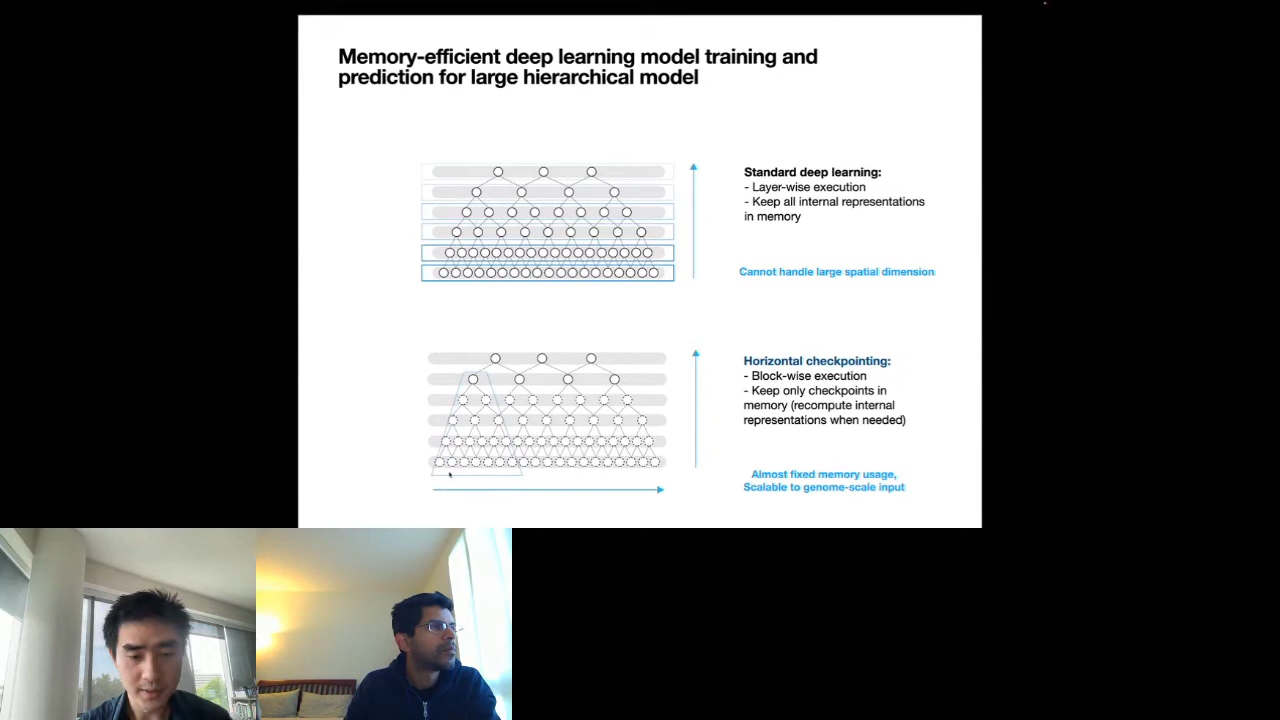 Memory-efficient deep learning model training and
prediction for large hierarchical model
Standard deep learning:
- Layer-wise execution
- Keep all internal representations
in memory
Cannot handle large spatial dimension
Horizontal checkpointing:
- Block-wise execution
- Keep only checkpoints in
memory (recompute internal
representations when needed)
Almost fixed memory usage,
Scalable to genome-scale input